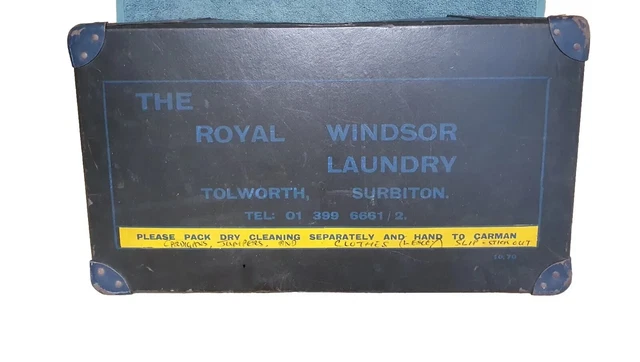 THE
ROYAL WINDSOR
LAUNDRY
TOLWORTH, SURBITON.
TEL: 01 399 6661/2.
PLEASE PACK DRY CLEANING SEPARATELY AND HAND TO CARMAN
CARDIGANS, JUMPERS, AND CLOTHES SLIP